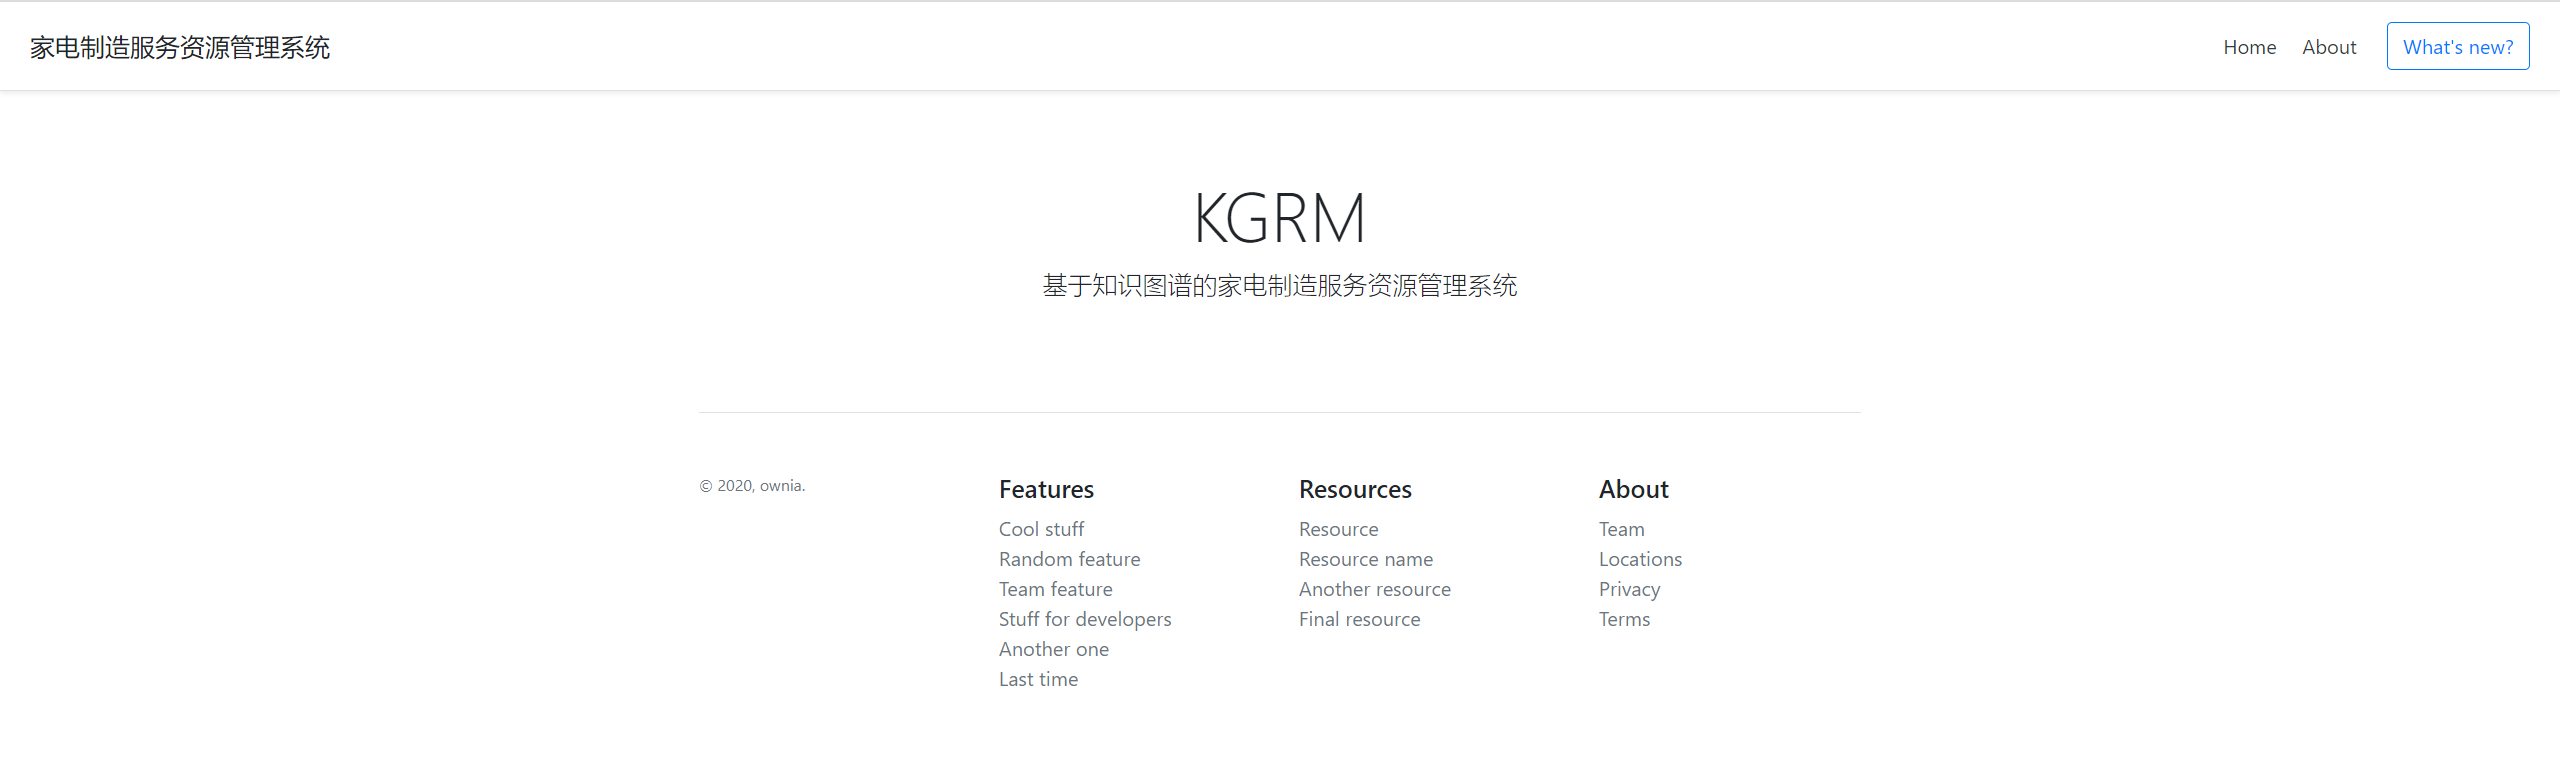 家电制造服务资源管理系统
Home About What's new?
KGRM
基于知识图谱的家电制造服务资源管理系统
© 2020, ownia.
Features
Cool stuff
Random feature
Team feature
Stuff for developers
Another one
Last time
Resources
Resource
Resource name
Another resource
Final resource
About
Team
Locations
Privacy
Terms